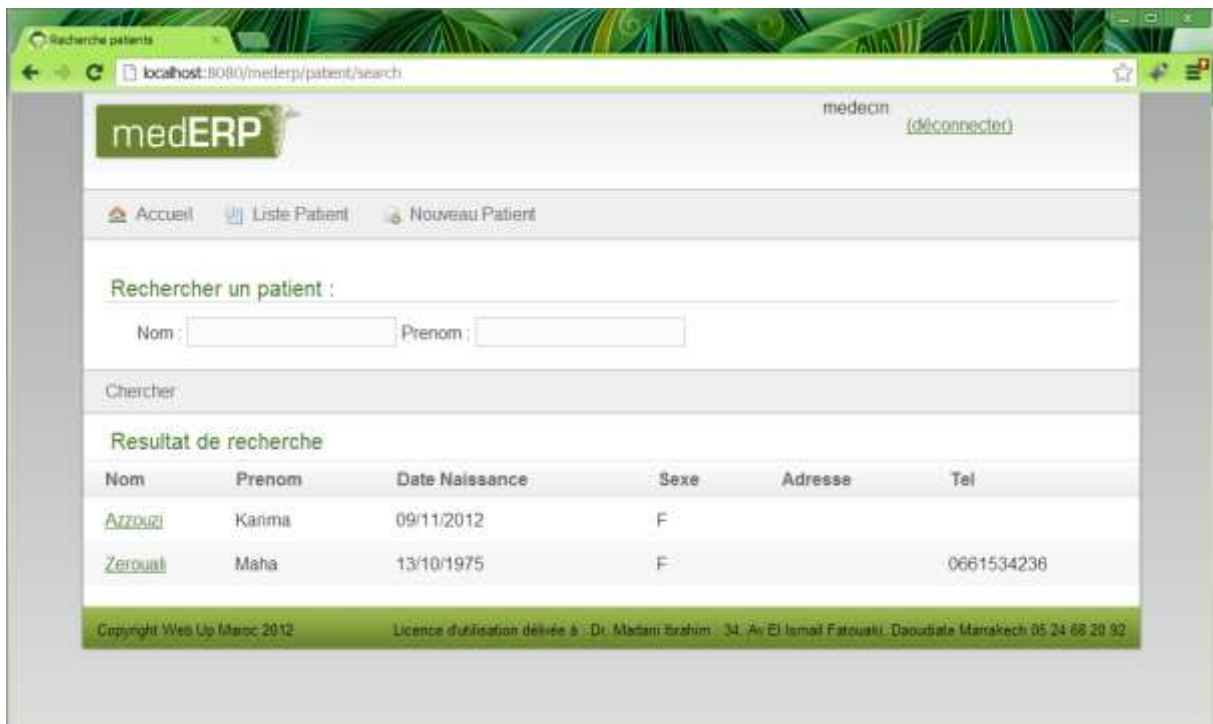 Recherche patients
localhost:8080/mederp/patient/search
medERP
medecin
(déconnecter)
Accueil Liste Patient Nouveau Patient
Rechercher un patient :
Nom : Prenom :
Chercher
Resultat de recherche
Nom Prenom Date Naissance Sexe Adresse Tel
Azzouzi Karima 09/11/2012 F
Zerouali Maha 13/10/1975 F 0661534236
Copyright Web Up Maroc 2012 Licence d'utilisation délivée à : Dr. Madani Ibrahim : 34, Av El Ismail Fatouaki, Daoudiate Marrakech 05 24 68 20 92